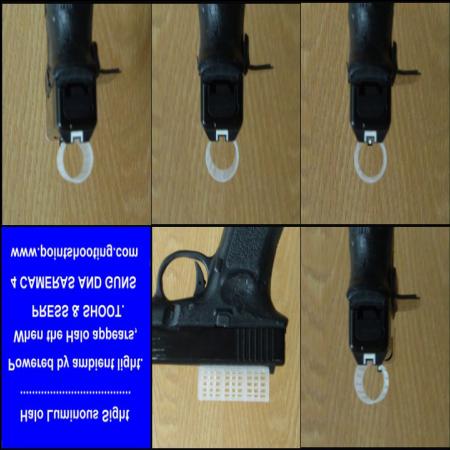 Halo Luminous Sight
.....................................
Powered by ambient light.
When the Halo appears,
PRESS & SHOOT.
4 CAMERAS AND GUNS
www.pointshooting.com